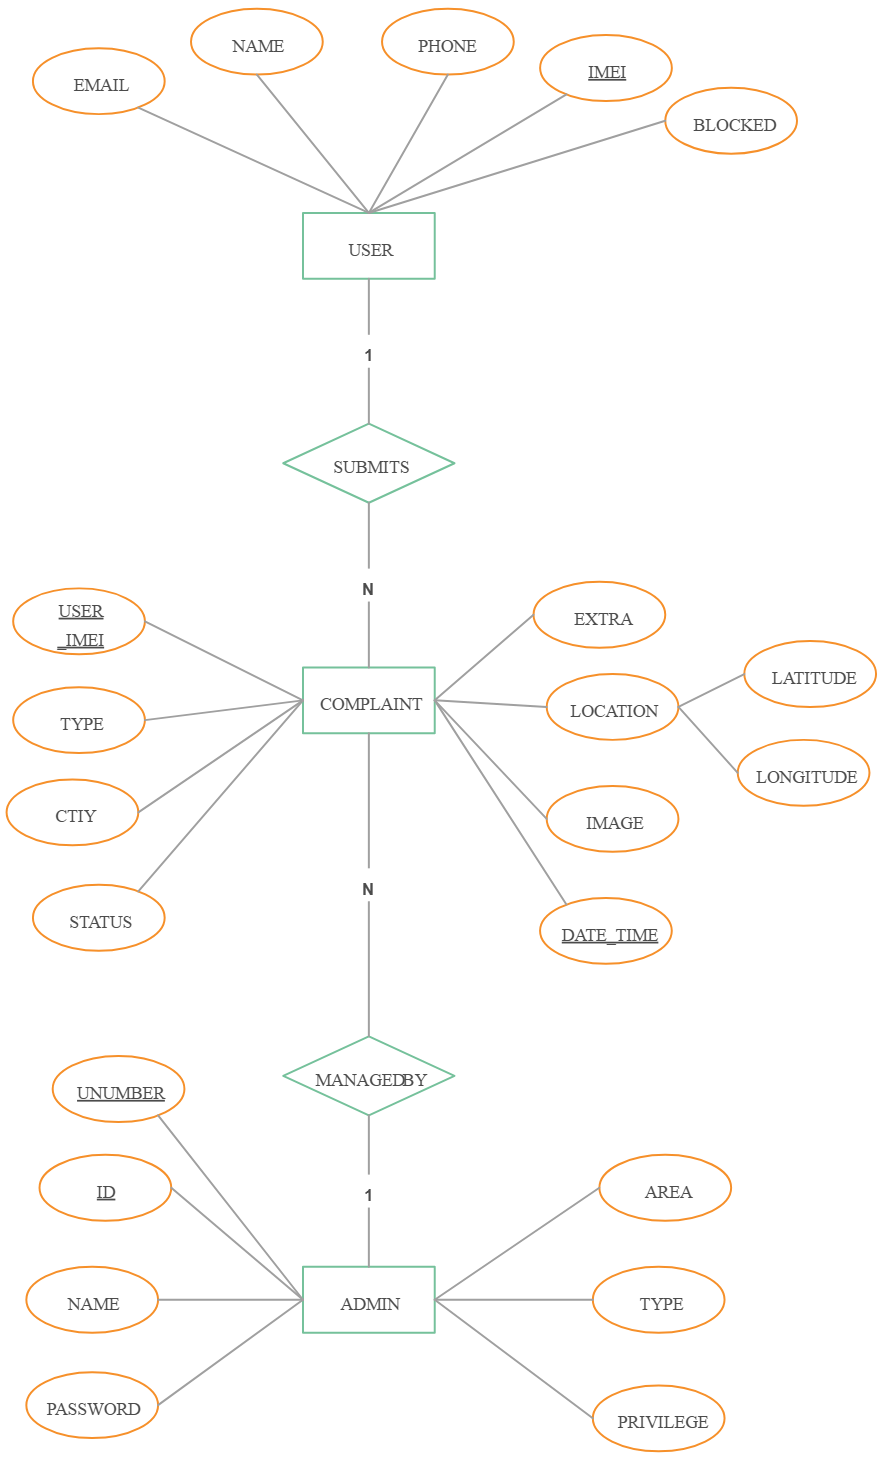 NAME
PHONE
EMAIL
IMEI
BLOCKED
USER
1
SUBMITS
N
USER
_IMEI
EXTRA
TYPE
COMPLAINT
LOCATION
LATITUDE
LONGITUDE
CTIY
IMAGE
STATUS
DATE_TIME
N
MANAGEDBY
UNUMBER
1
ID
AREA
NAME
ADMIN
TYPE
PASSWORD
PRIVILEGE